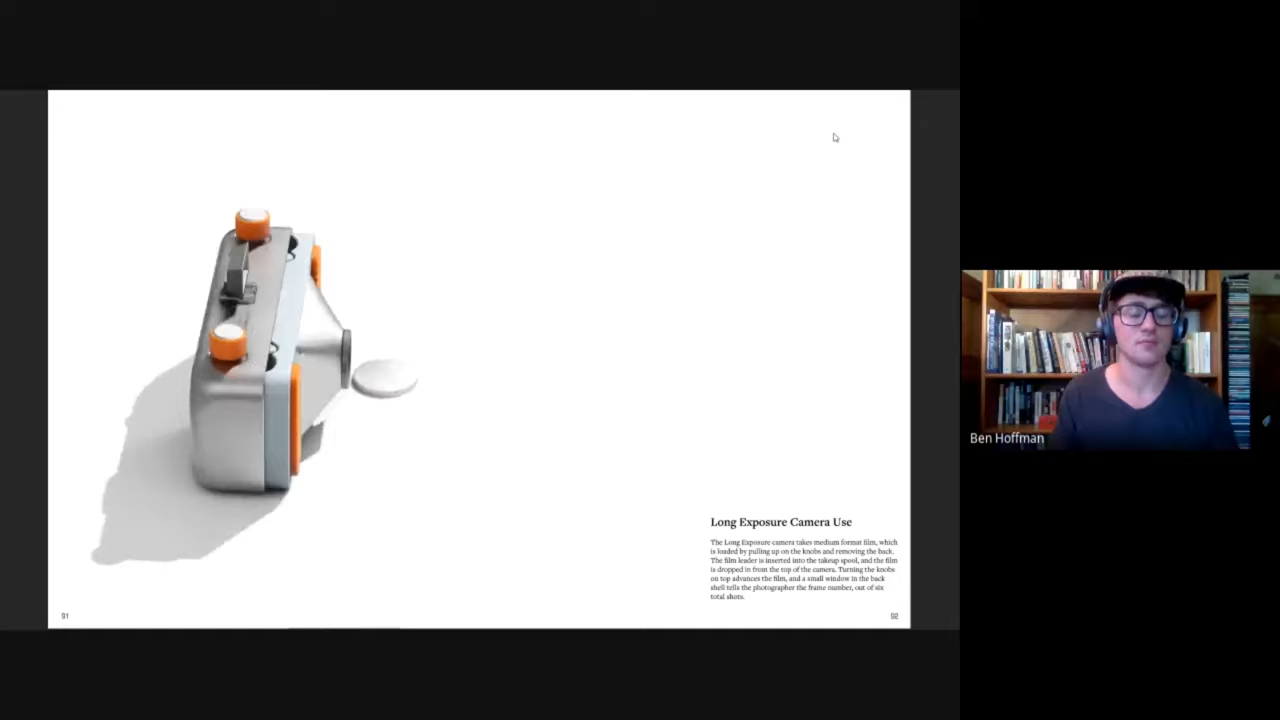 Long Exposure Camera Use
The Long Exposure camera takes medium format film, which
is loaded by pulling up on the knobs and removing the back.
The film leader is inserted into the takeup spool, and the film
is dropped in from the top of the camera. Turning the knobs
on top advances the film, and a small window in the back
shell tells the photographer the frame number, out of six
total shots.
91
92
Ben Hoffman